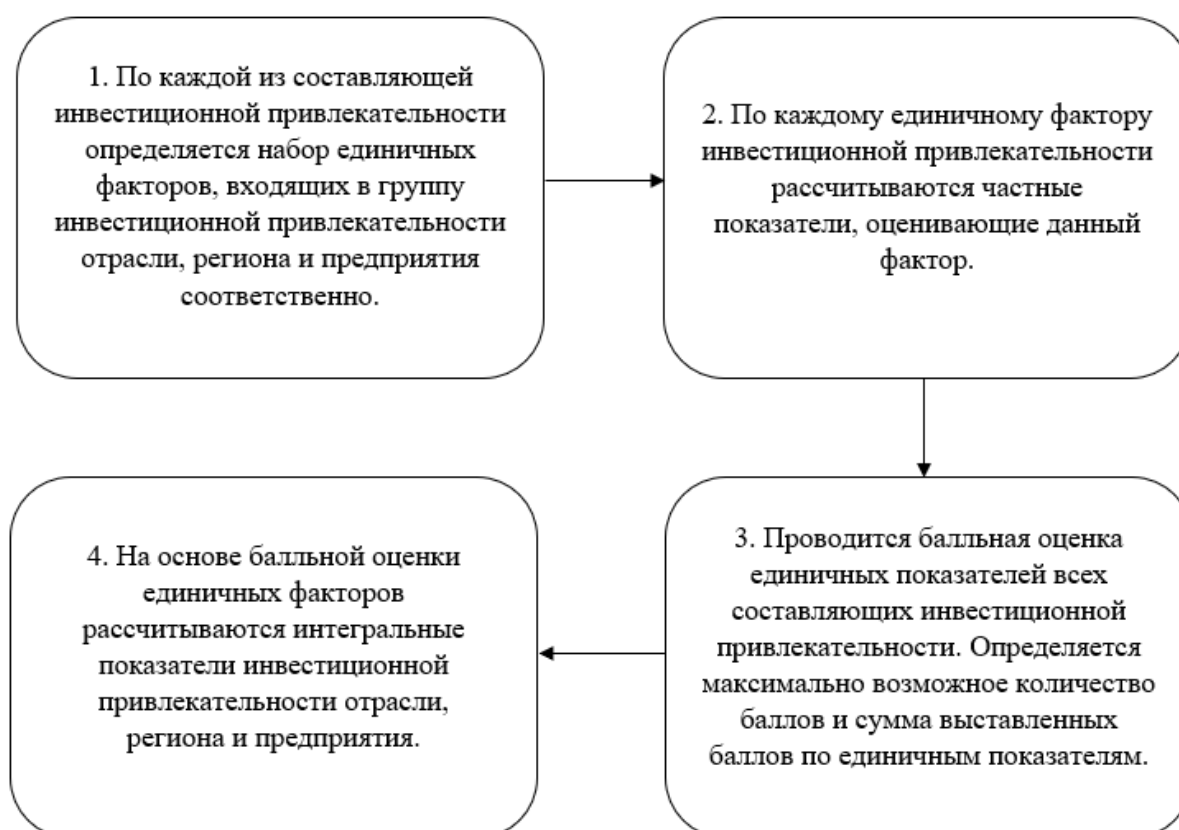 1. По каждой из составляющей
инвестиционной привлекательности
определяется набор единичных
факторов, входящих в группу
инвестиционной привлекательности
отрасли, региона и предприятия
соответственно.
2. По каждому единичному фактору
инвестиционной привлекательности
рассчитываются частные
показатели, оценивающие данный
фактор.
3. Проводится балльная оценка
единичных показателей всех
составляющих инвестиционной
привлекательности. Определяется
максимально возможное количество
баллов и сумма выставленных
баллов по единичным показателям.
4. На основе балльной оценки
единичных факторов
рассчитываются интегральные
показатели инвестиционной
привлекательности отрасли,
региона и предприятия.